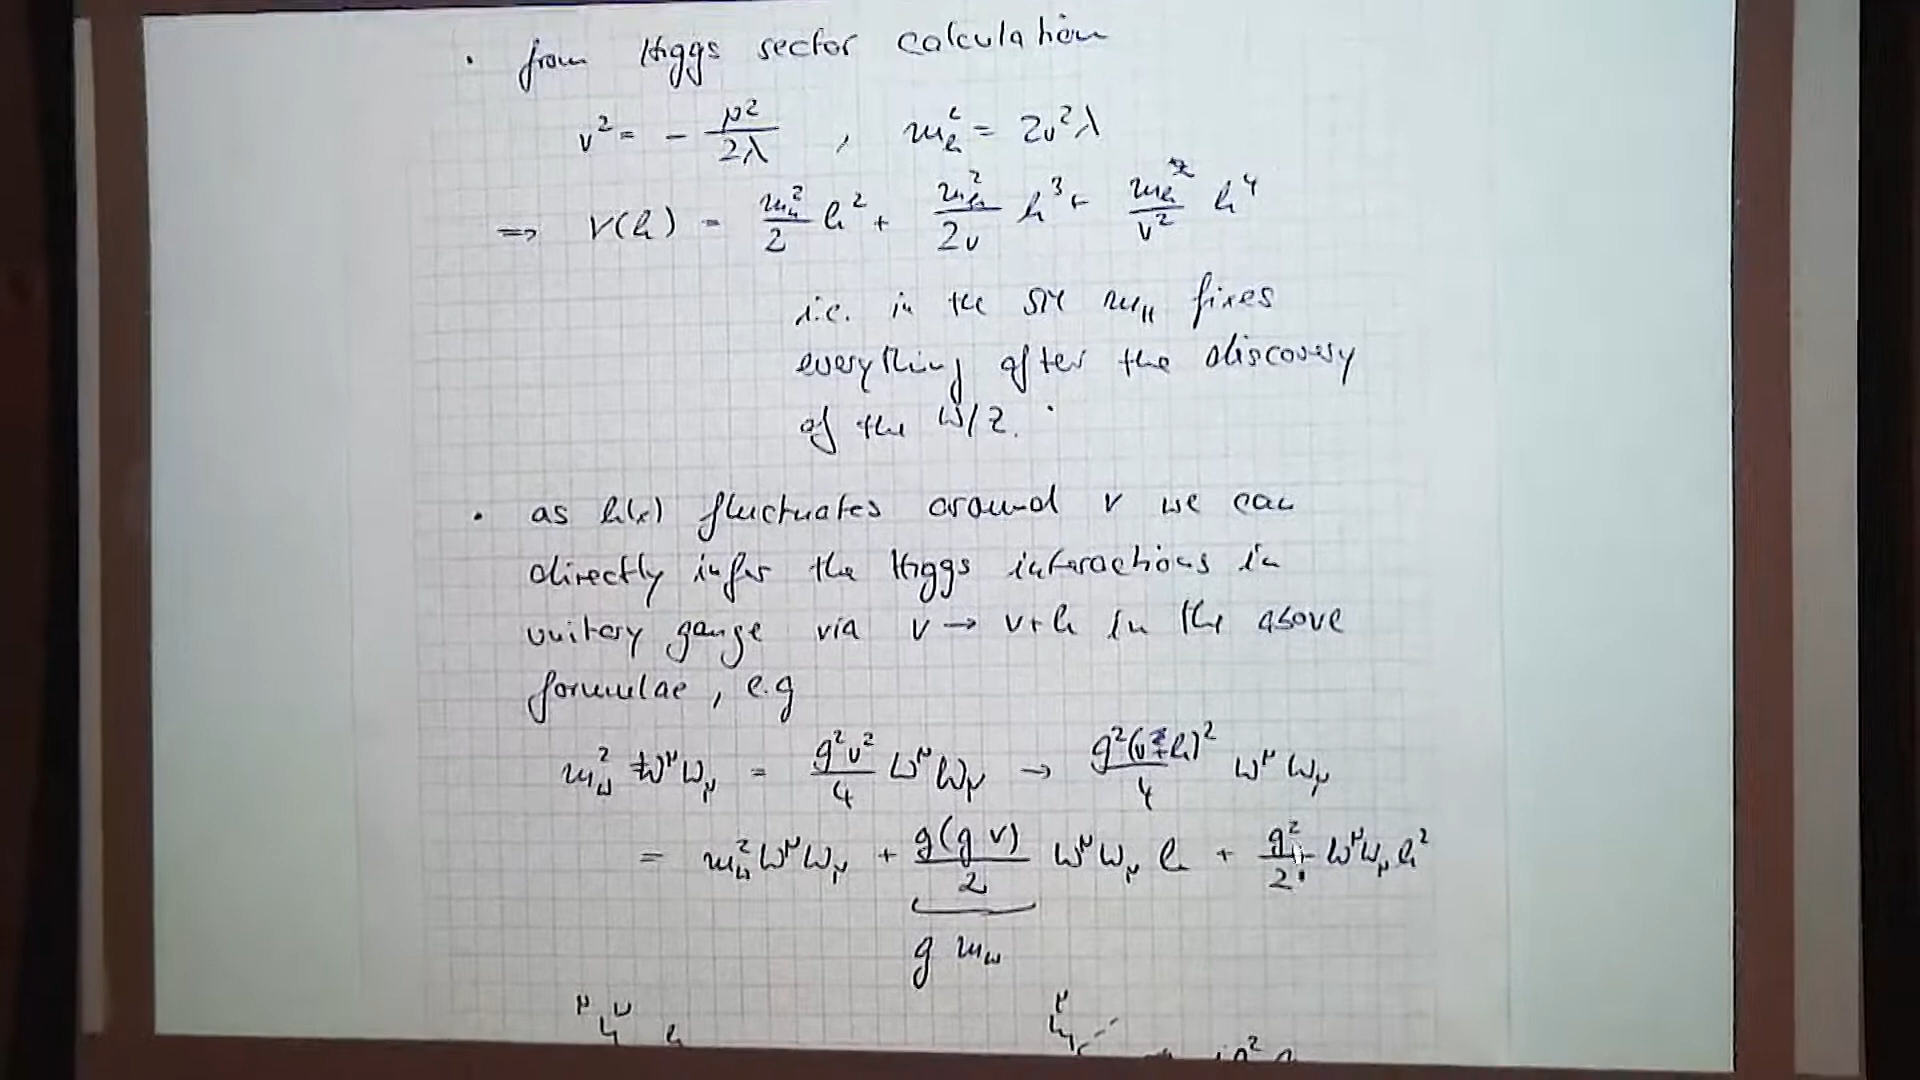 · from Higgs sector calculation
v² = - μ²/2λ , m_h² = 2v²λ
⇒ V(h) = m_h²/2 h² + m_h²/2v h³ + m_h²/v² h⁴
i.e. in the SM m_H fixes
everything after the discovery
of the W/Z.
· as h(x) fluctuates around v we can
directly infer the Higgs interactions in
unitary gauge via v → v+h in the above
formulae, e.g
m_W² W^μ W_μ = g²v²/4 W^μ W_μ → g²(v+h)²/4 W^μ W_μ
= m_W² W^μ W_μ + g(g v)/2 W^μ W_μ h + g²/2 W^μ W_μ h²
g m_W
μ ν μ
h